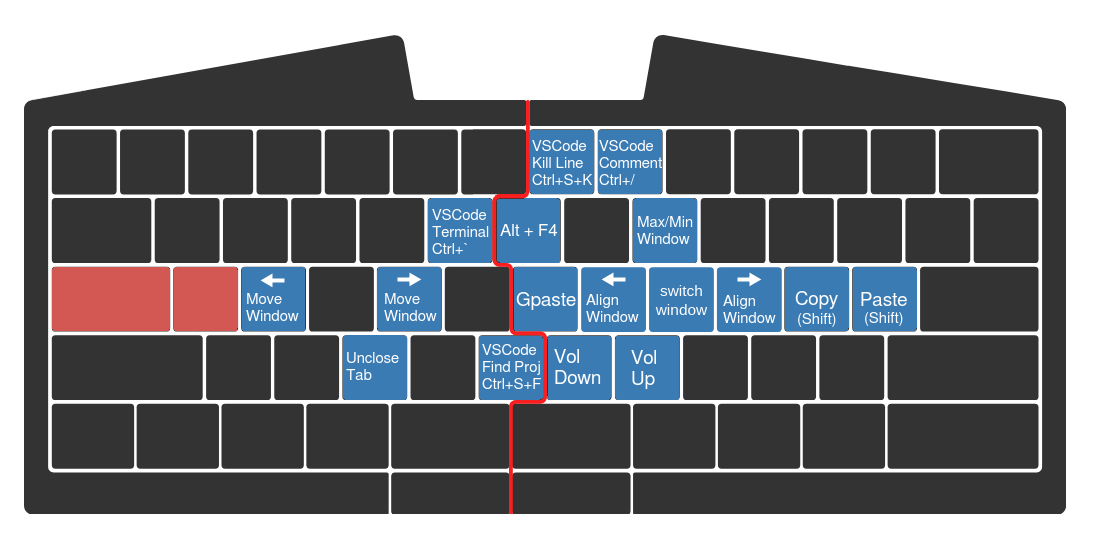 VSCode
Kill Line
Ctrl+S+K
VSCode
Comment
Ctrl+/
VSCode
Terminal
Ctrl+`
Alt + F4
Max/Min
Window
Move
Window
Move
Window
Gpaste
Align
Window
switch
window
Align
Window
Copy
(Shift)
Paste
(Shift)
Unclose
Tab
VSCode
Find Proj
Ctrl+S+F
Vol
Down
Vol
Up